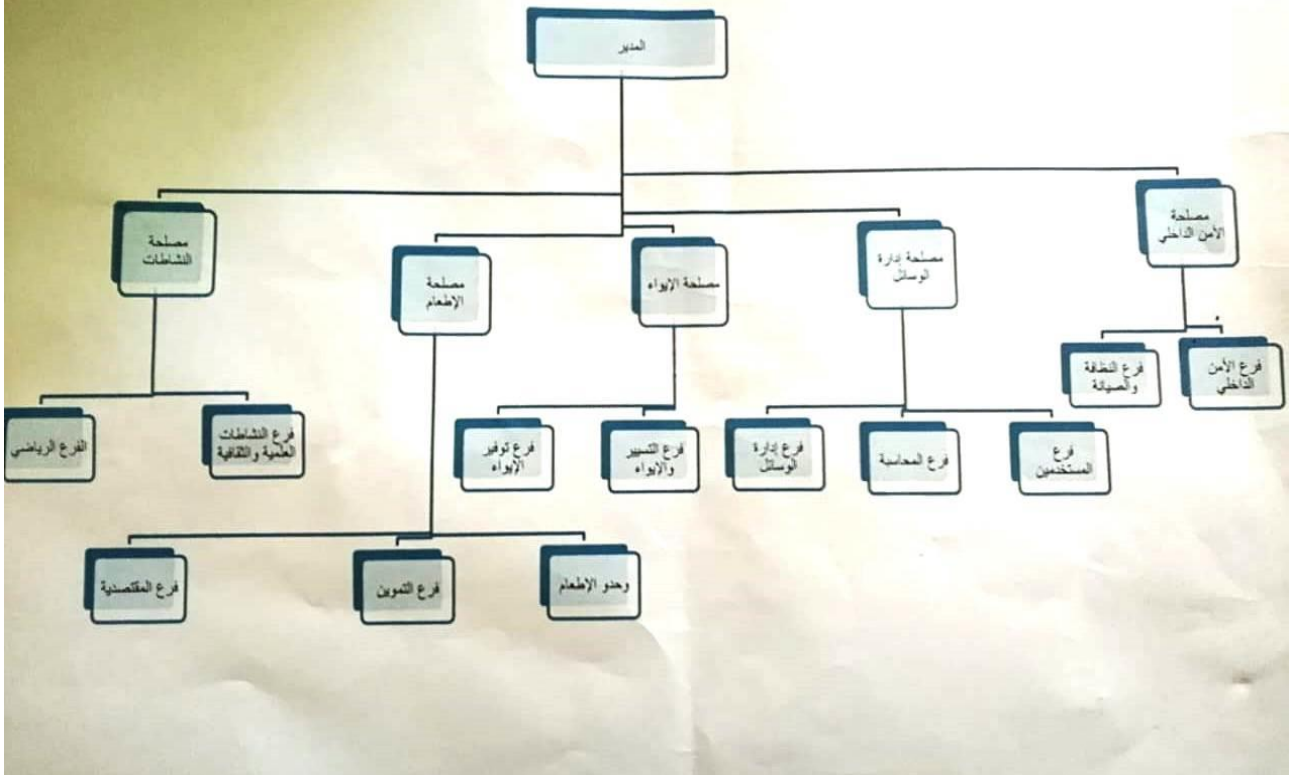 المدير
مصلحة
الأمن الداخلي
مصلحة إدارة
الوسائل
مصلحة الإيواء
مصلحة
الإطعام
مصلحة
النشاطات
فرع الأمن
الداخلي
فرع النظافة
والصيانة
فرع
المستخدمين
فرع المحاسبة
فرع إدارة
الوسائل
فرع التسيير
والإيواء
فرع توفير
الإيواء
فرع النشاطات
العلمية والثقافية
الفرع الرياضي
وحدو الإطعام
فرع التموين
فرع المقتصدية